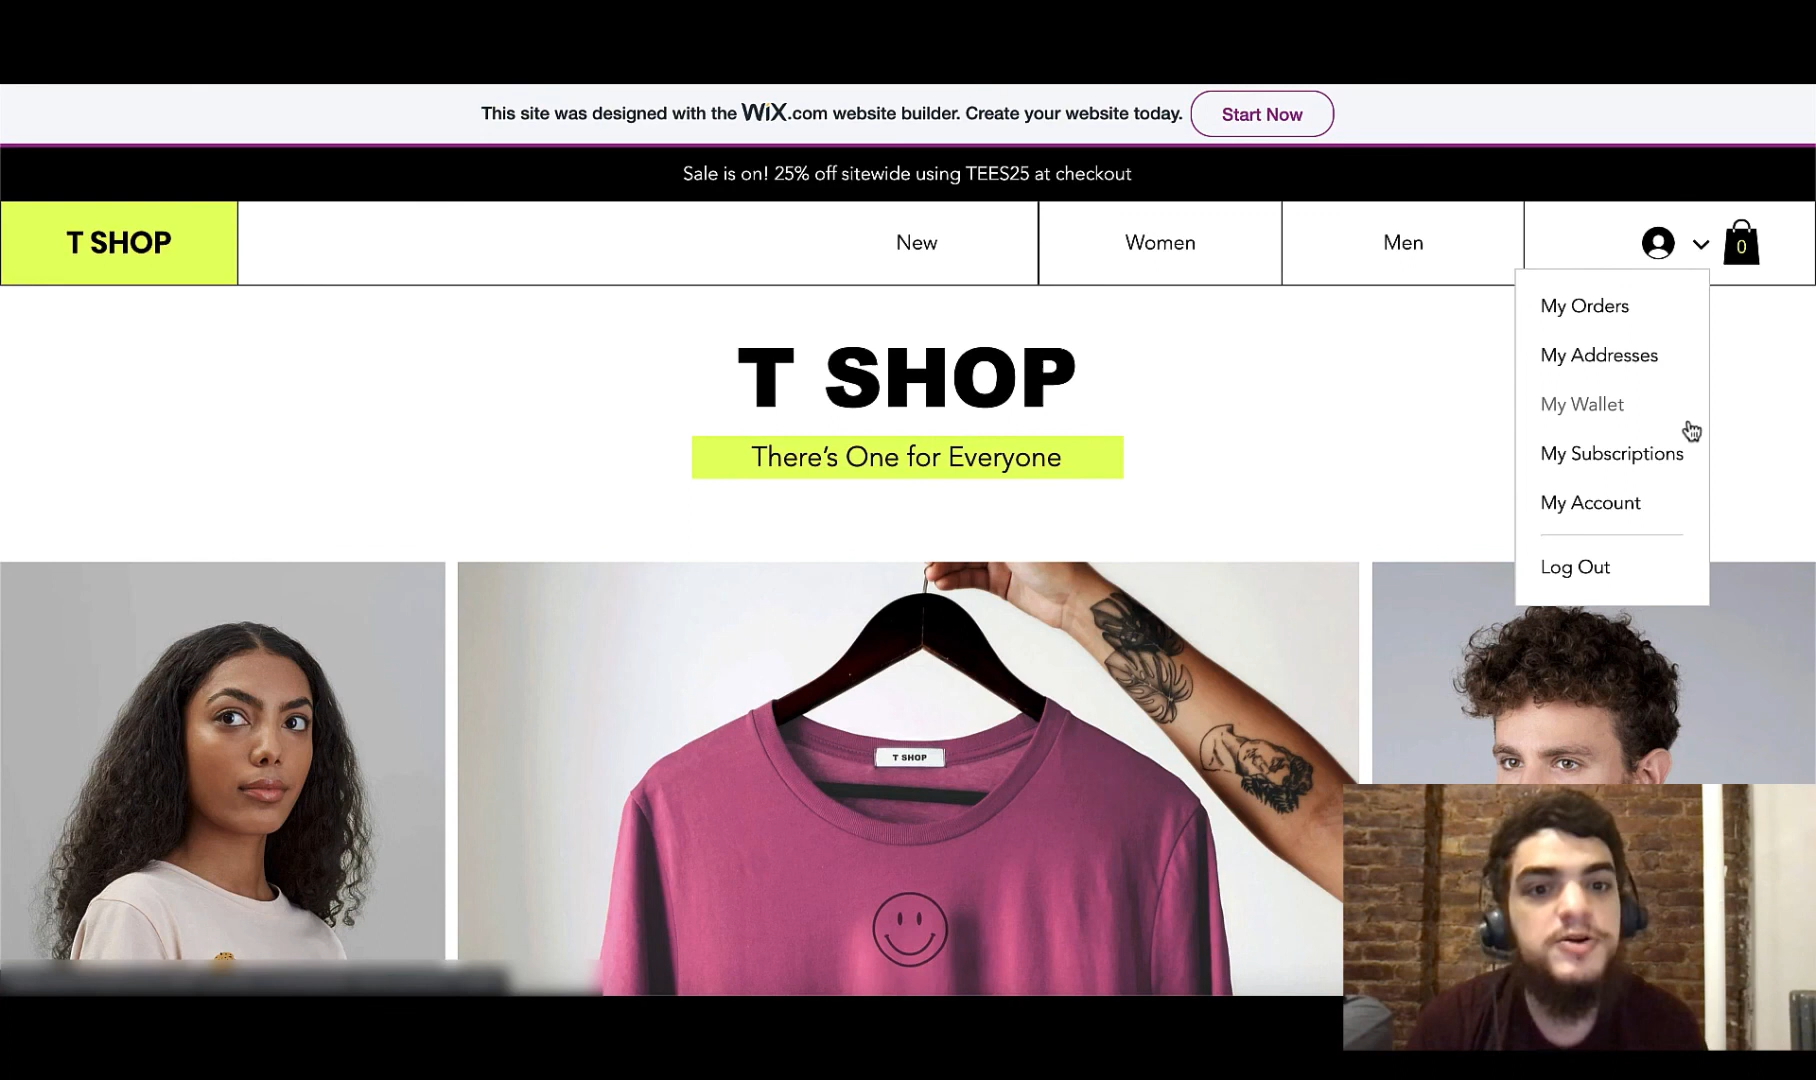 This site was designed with the WiX.com website builder. Create your website today.
Start Now
Sale is on! 25% off sitewide using TEES25 at checkout
T SHOP
New
Women
Men
0
My Orders
My Addresses
My Wallet
My Subscriptions
My Account
Log Out
T SHOP
There's One for Everyone
T SHOP